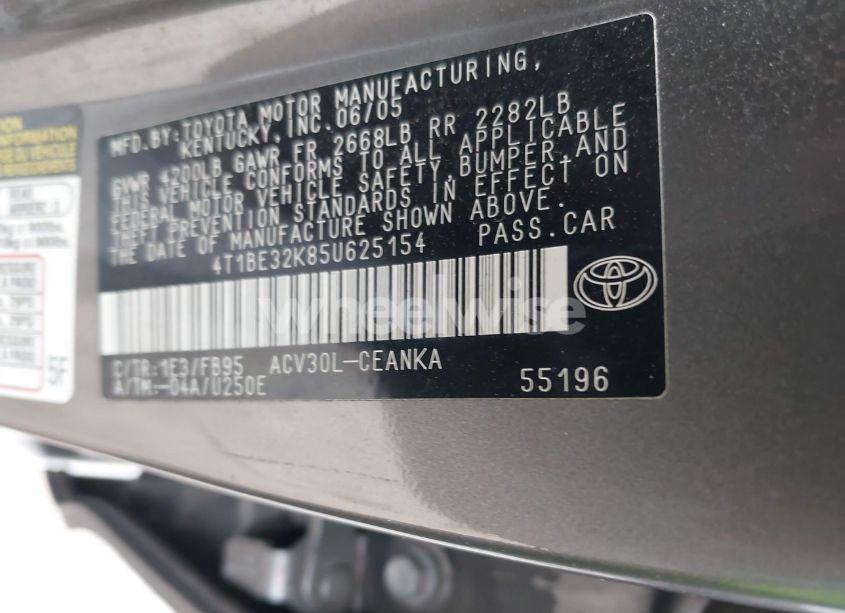 MFD.BY: TOYOTA MOTOR MANUFACTURING,
KENTUCKY, INC. 06/05
GVWR 4200LB GAWR FR 2668LB RR 2282LB
THIS VEHICLE CONFORMS TO ALL APPLICABLE
FEDERAL MOTOR VEHICLE SAFETY,BUMPER,AND
THEFT PREVENTION STANDARDS IN EFFECT ON
THE DATE OF MANUFACTURE SHOWN ABOVE.
4T1BE32K85U625154 PASS.CAR
wheelwise
C/TR:1E3/FB95 ACV30L-CEANKA
A/TM:-04A/U250E 55196
5F